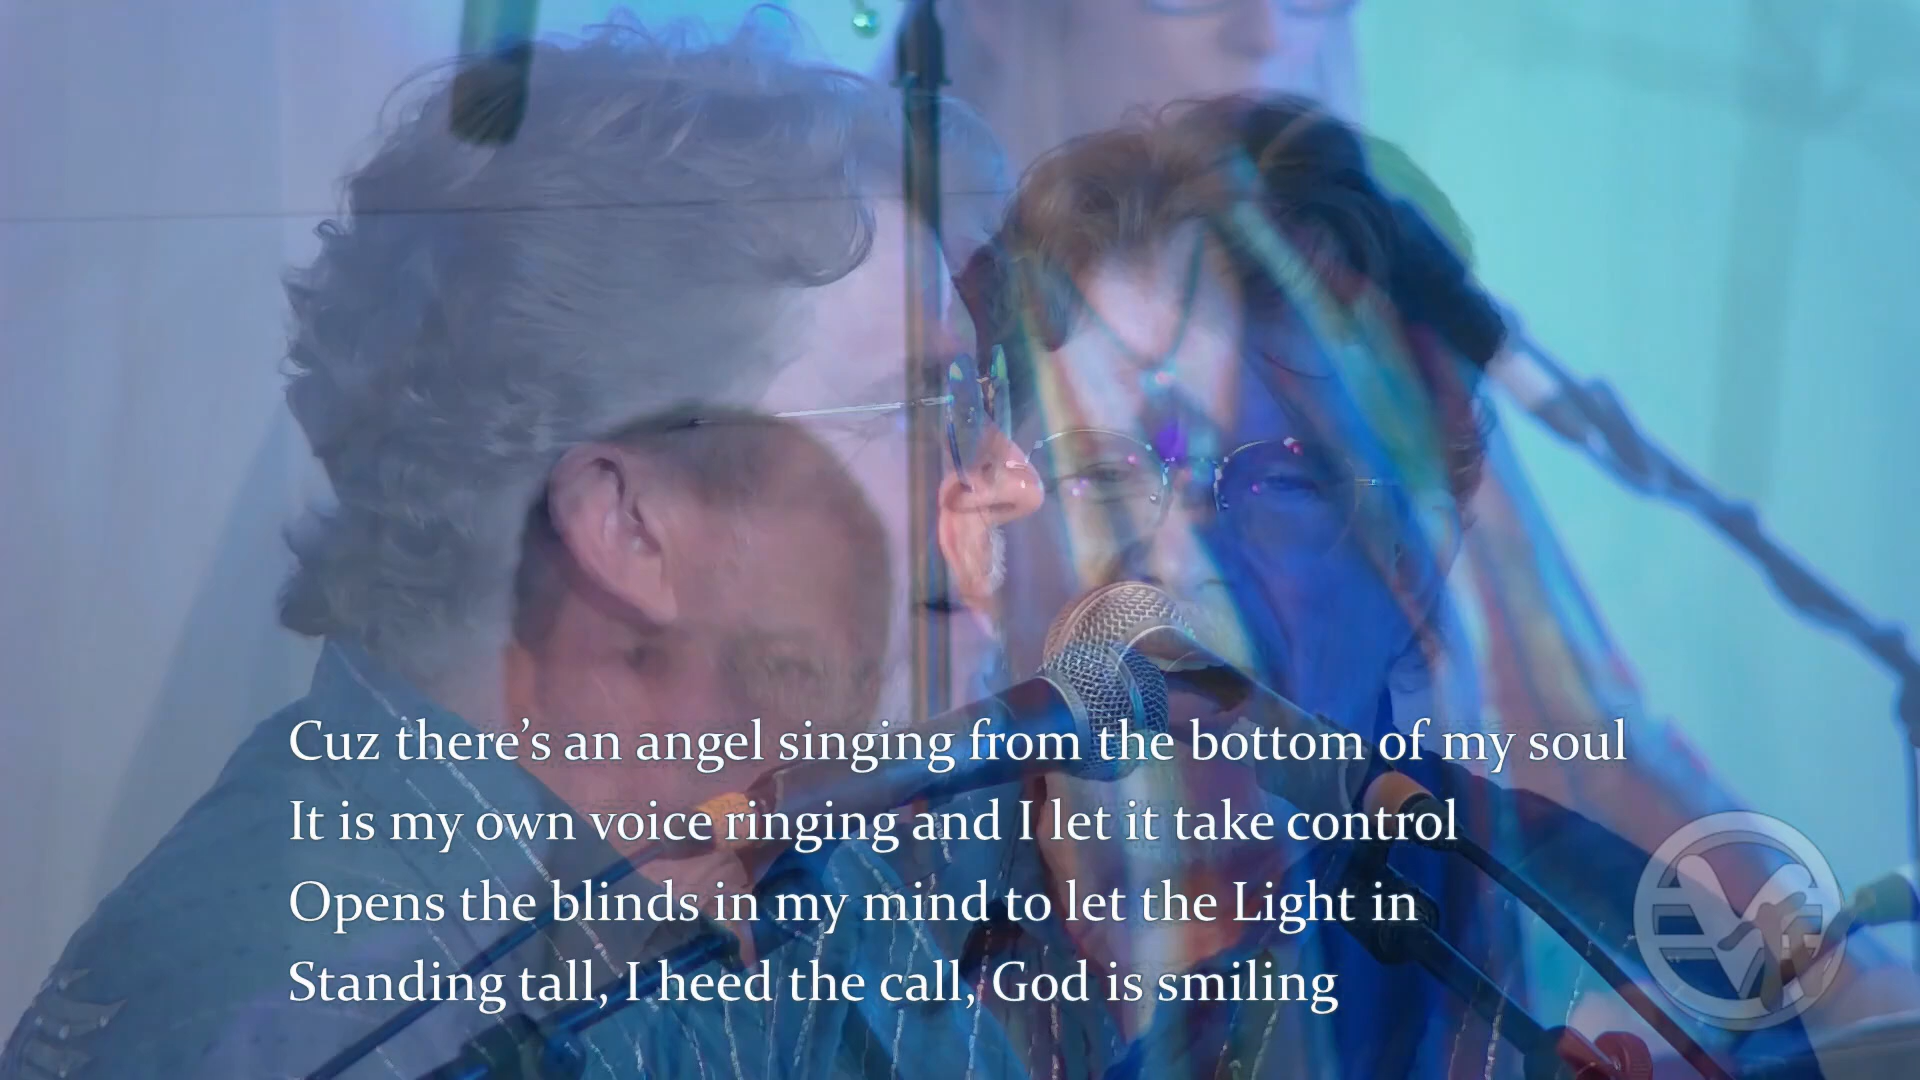 Cuz there’s an angel singing from the bottom of my soul
It is my own voice ringing and I let it take control
Opens the blinds in my mind to let the Light in
Standing tall, I heed the call, God is smiling